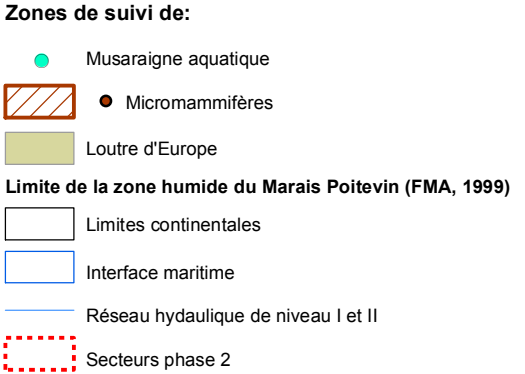 Zones de suivi de:
Musaraigne aquatique
Micromammifères
Loutre d'Europe
Limite de la zone humide du Marais Poitevin (FMA, 1999)
Limites continentales
Interface maritime
Réseau hydaulique de niveau I et II
Secteurs phase 2